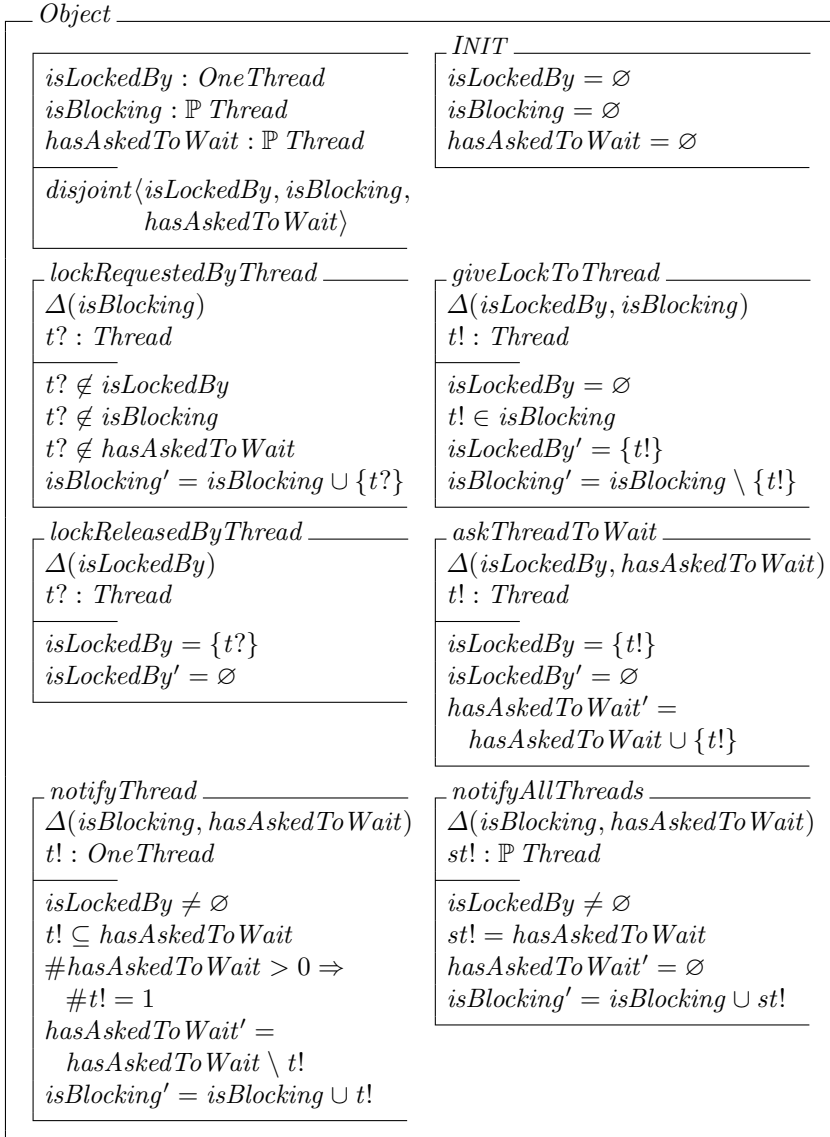 Object
isLockedBy : OneThread
isBlocking : ℙ Thread
hasAskedToWait : ℙ Thread
disjoint⟨isLockedBy, isBlocking,
hasAskedToWait⟩
INIT
isLockedBy = ∅
isBlocking = ∅
hasAskedToWait = ∅
lockRequestedByThread
Δ(isBlocking)
t? : Thread
t? ∉ isLockedBy
t? ∉ isBlocking
t? ∉ hasAskedToWait
isBlocking′ = isBlocking ∪ {t?}
giveLockToThread
Δ(isLockedBy, isBlocking)
t! : Thread
isLockedBy = ∅
t! ∈ isBlocking
isLockedBy′ = {t!}
isBlocking′ = isBlocking \ {t!}
lockReleasedByThread
Δ(isLockedBy)
t? : Thread
isLockedBy = {t?}
isLockedBy′ = ∅
askThreadToWait
Δ(isLockedBy, hasAskedToWait)
t! : Thread
isLockedBy = {t!}
isLockedBy′ = ∅
hasAskedToWait′ =
hasAskedToWait ∪ {t!}
notifyThread
Δ(isBlocking, hasAskedToWait)
t! : OneThread
isLockedBy ≠ ∅
t! ⊆ hasAskedToWait
#hasAskedToWait > 0 ⇒
#t! = 1
hasAskedToWait′ =
hasAskedToWait \ t!
isBlocking′ = isBlocking ∪ t!
notifyAllThreads
Δ(isBlocking, hasAskedToWait)
st! : ℙ Thread
isLockedBy ≠ ∅
st! = hasAskedToWait
hasAskedToWait′ = ∅
isBlocking′ = isBlocking ∪ st!